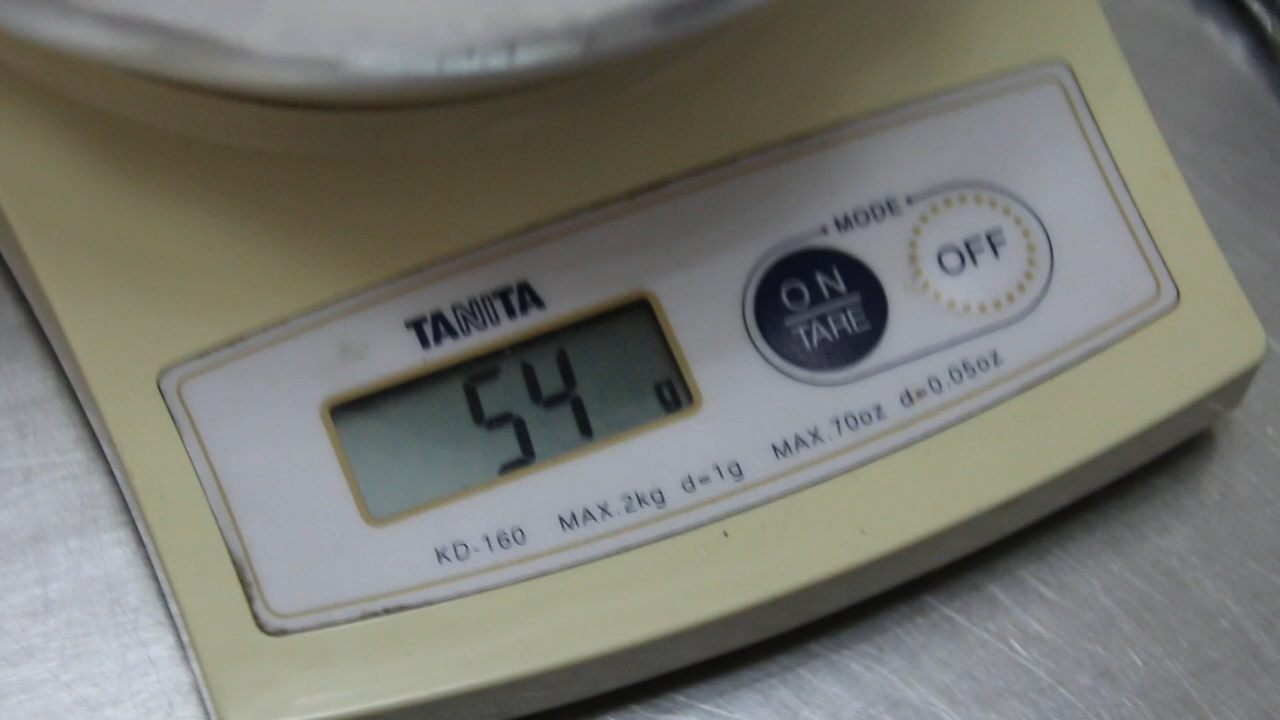 MODE
OFF
ON
TARE
TANITA
54 g
KD-160 MAX.2kg d=1g MAX.70oz d=0.05oz